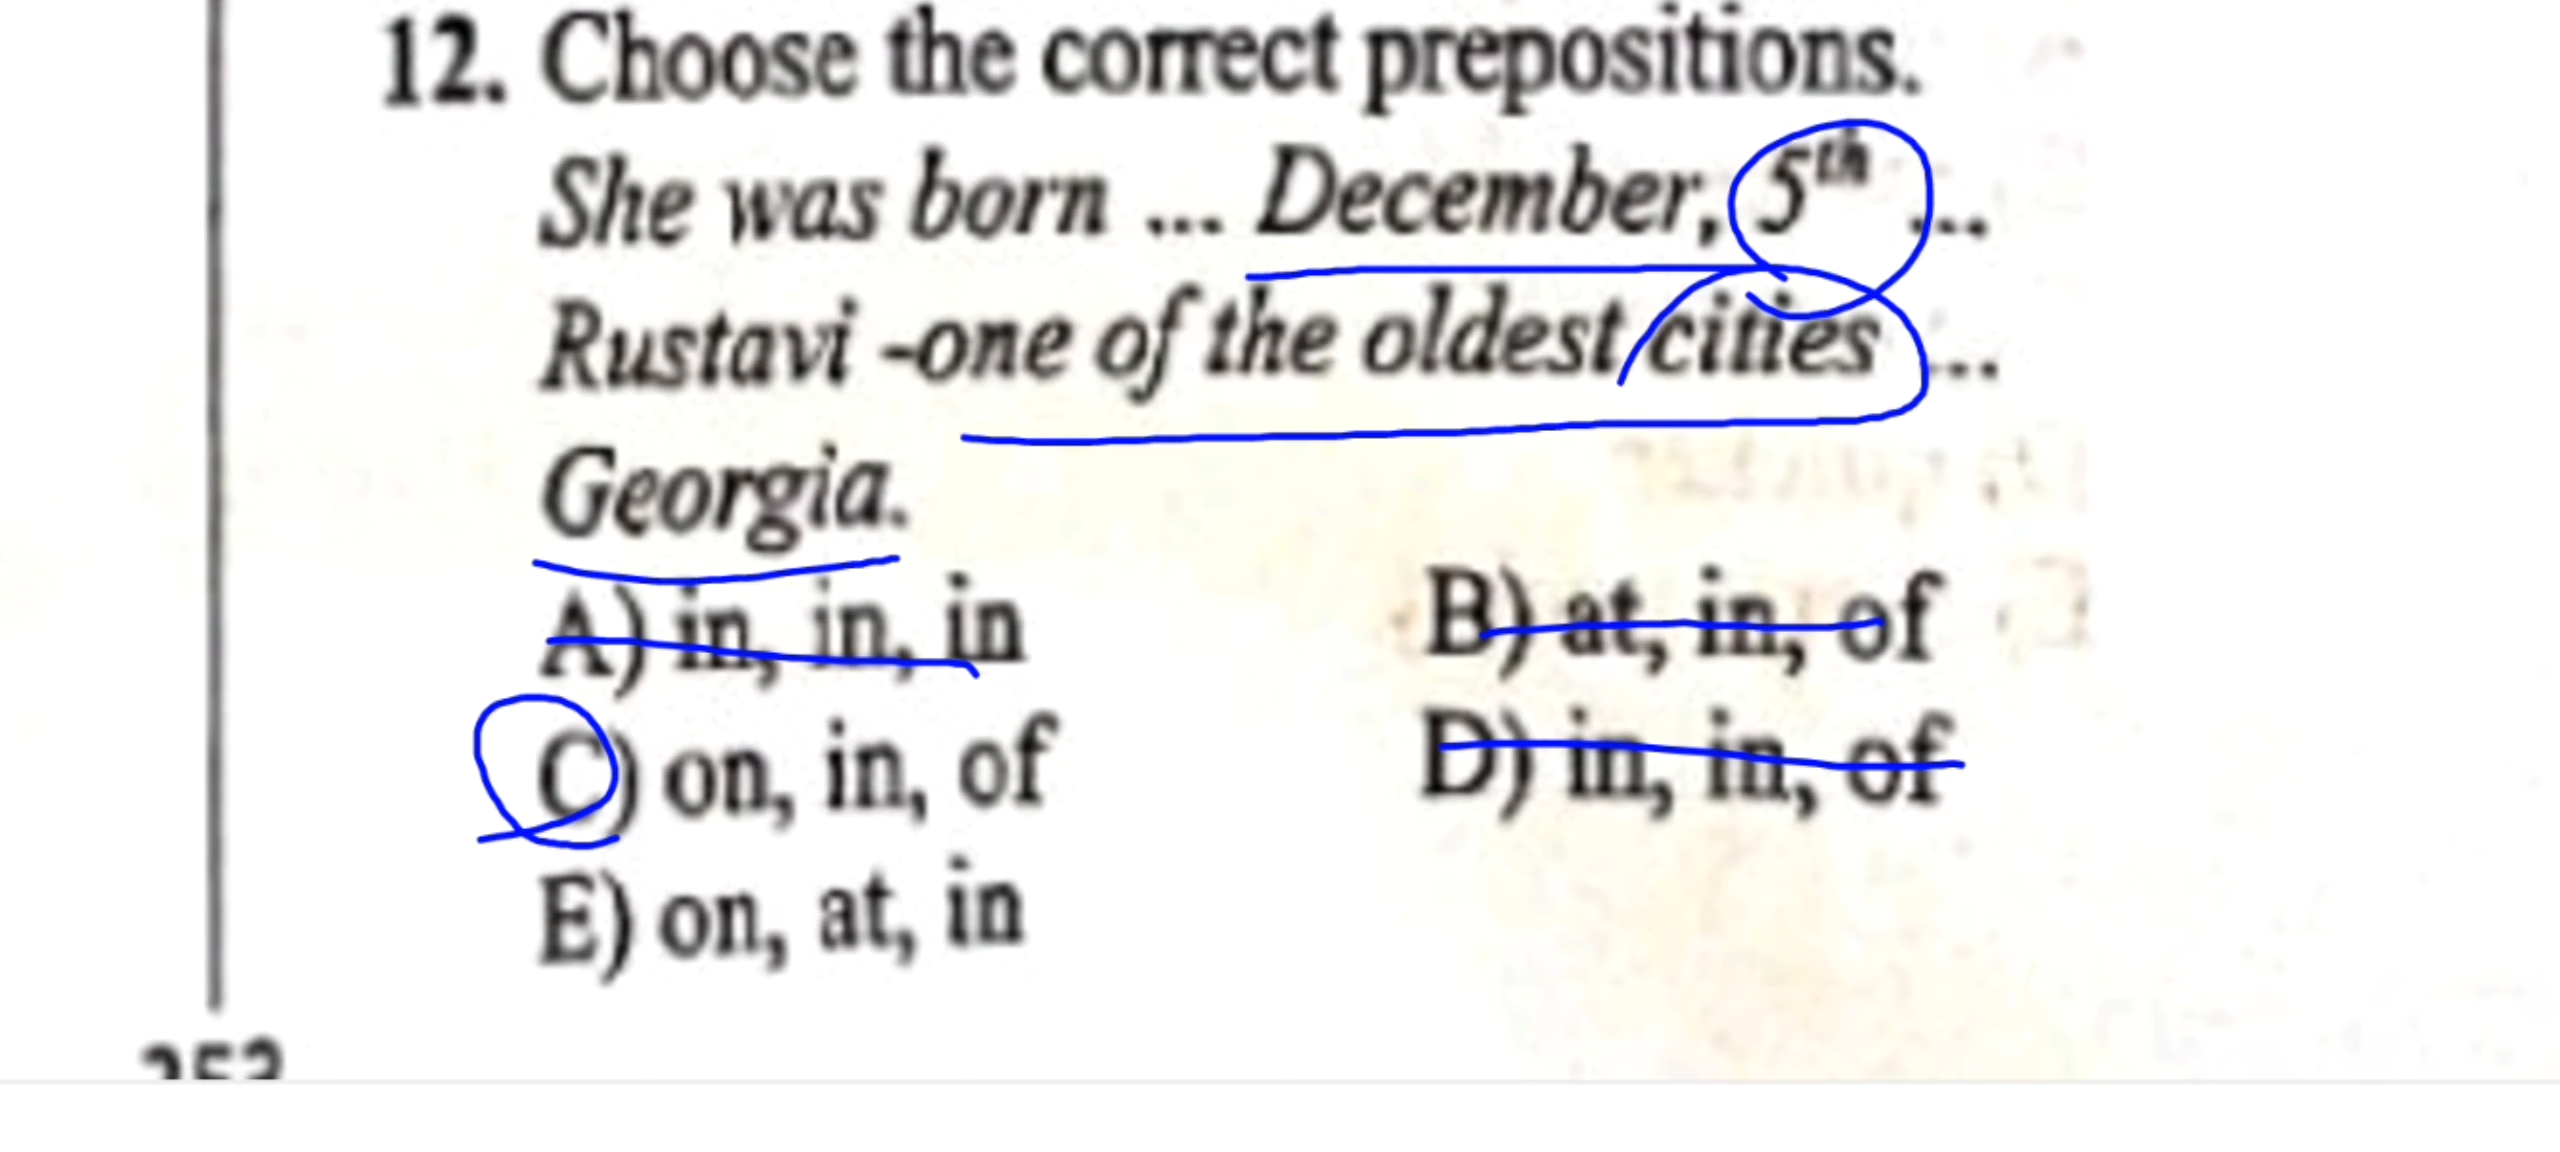 12. Choose the correct prepositions.
She was born ... December, 5th ...
Rustavi -one of the oldest cities ...
Georgia.
A) in, in, in B) at, in, of
C) on, in, of D) in, in, of
E) on, at, in
253